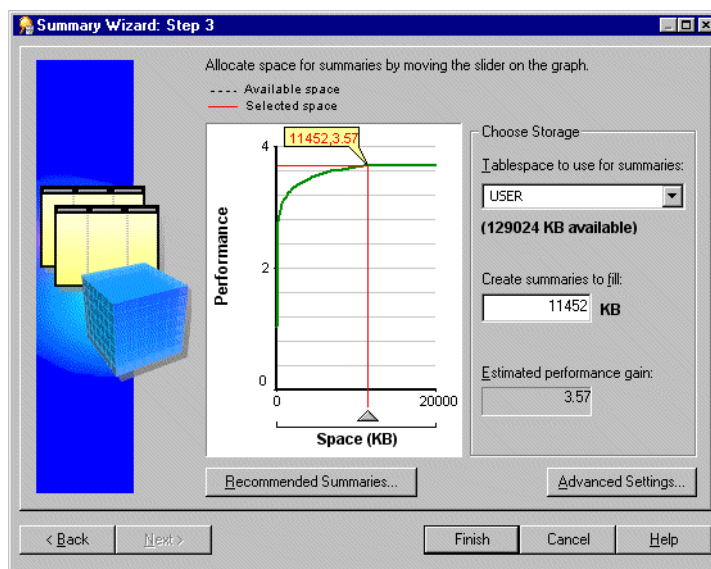 Summary Wizard: Step 3
Allocate space for summaries by moving the slider on the graph.
---- Available space
Selected space
11452,3.57
4
2
0
Performance
0
20000
Space (KB)
Choose Storage
Tablespace to use for summaries:
USER
(129024 KB available)
Create summaries to fill:
11452 KB
Estimated performance gain:
3.57
Recommended Summaries...
Advanced Settings...
< Back
Next >
Finish
Cancel
Help